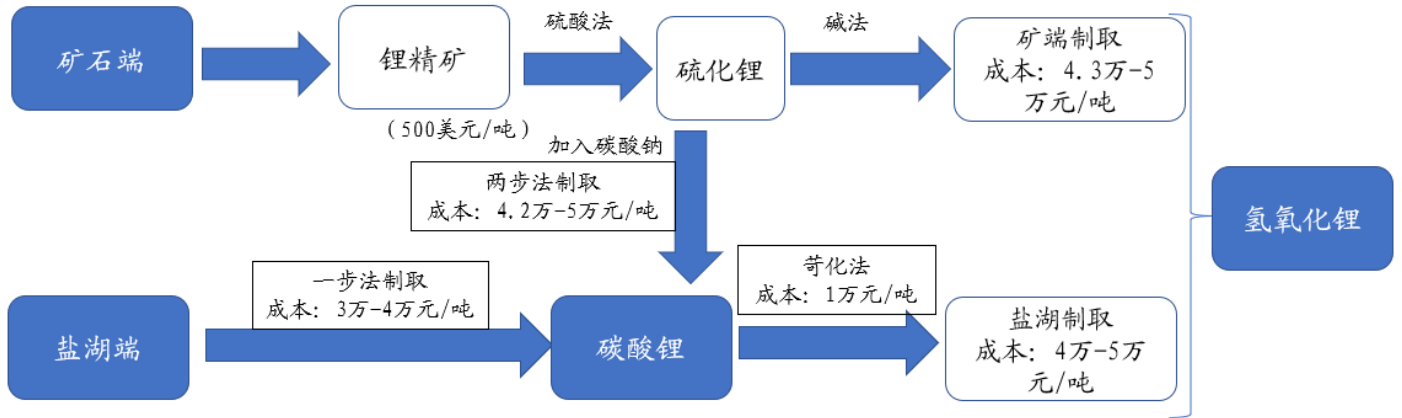 矿石端
锂精矿
硫酸法
硫化锂
碱法
矿端制取
成本：4.3万-5
万元/吨
（500美元/吨）
加入碳酸钠
两步法制取
成本：4.2万-5万元/吨
氢氧化锂
一步法制取
成本：3万-4万元/吨
苛化法
成本：1万元/吨
盐湖端
碳酸锂
盐湖制取
成本：4万-5万
元/吨